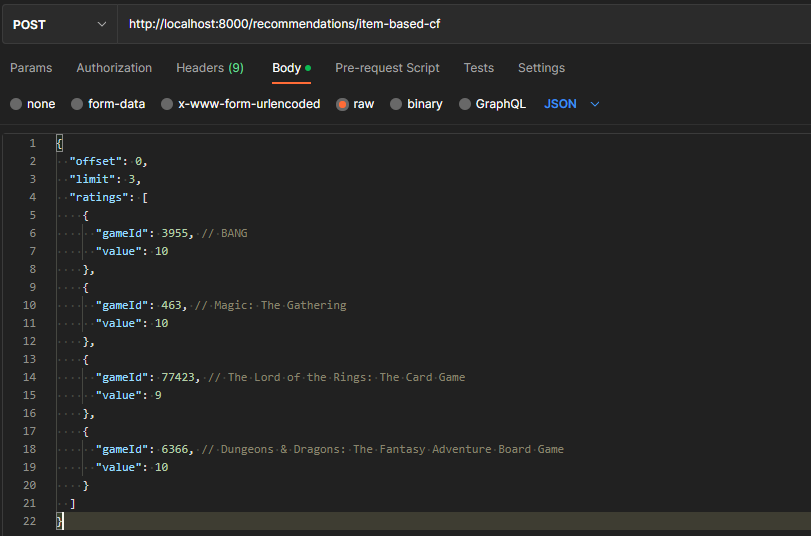 POST http://localhost:8000/recommendations/item-based-cf
Params Authorization Headers (9) Body Pre-request Script Tests Settings
none form-data x-www-form-urlencoded raw binary GraphQL JSON
1 {
2 "offset": 0,
3 "limit": 3,
4 "ratings": [
5 {
6 "gameId": 3955, // BANG
7 "value": 10
8 },
9 {
10 "gameId": 463, // Magic: The Gathering
11 "value": 10
12 },
13 {
14 "gameId": 77423, // The Lord of the Rings: The Card Game
15 "value": 9
16 },
17 {
18 "gameId": 6366, // Dungeons & Dragons: The Fantasy Adventure Board Game
19 "value": 10
20 }
21 ]
22 }